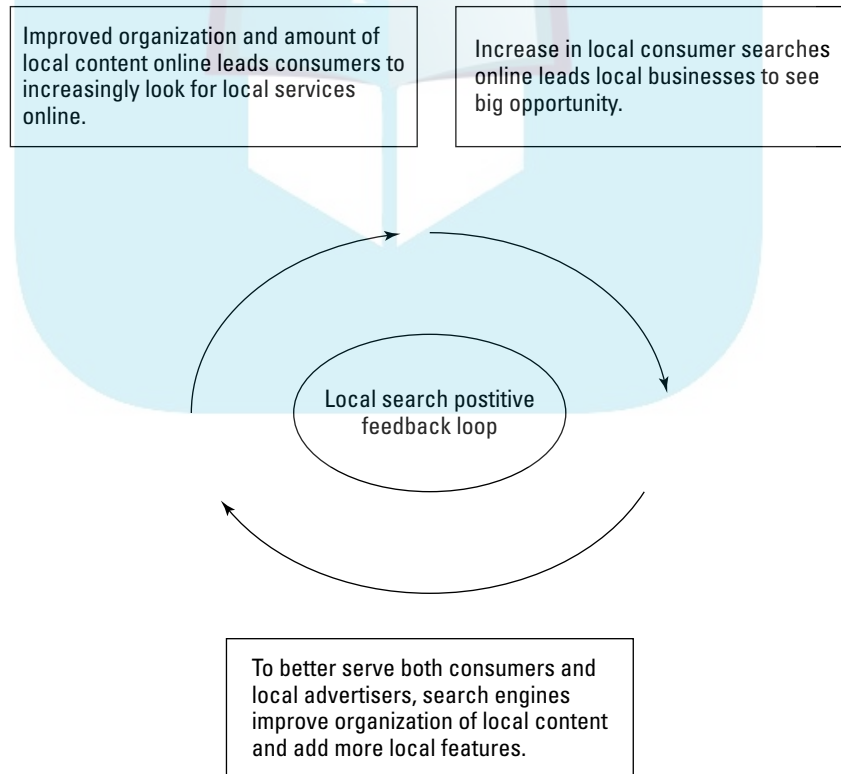 Improved organization and amount of
local content online leads consumers to
increasingly look for local services
online.
Increase in local consumer searches
online leads local businesses to see
big opportunity.
Local search postitive
feedback loop
To better serve both consumers and
local advertisers, search engines
improve organization of local content
and add more local features.